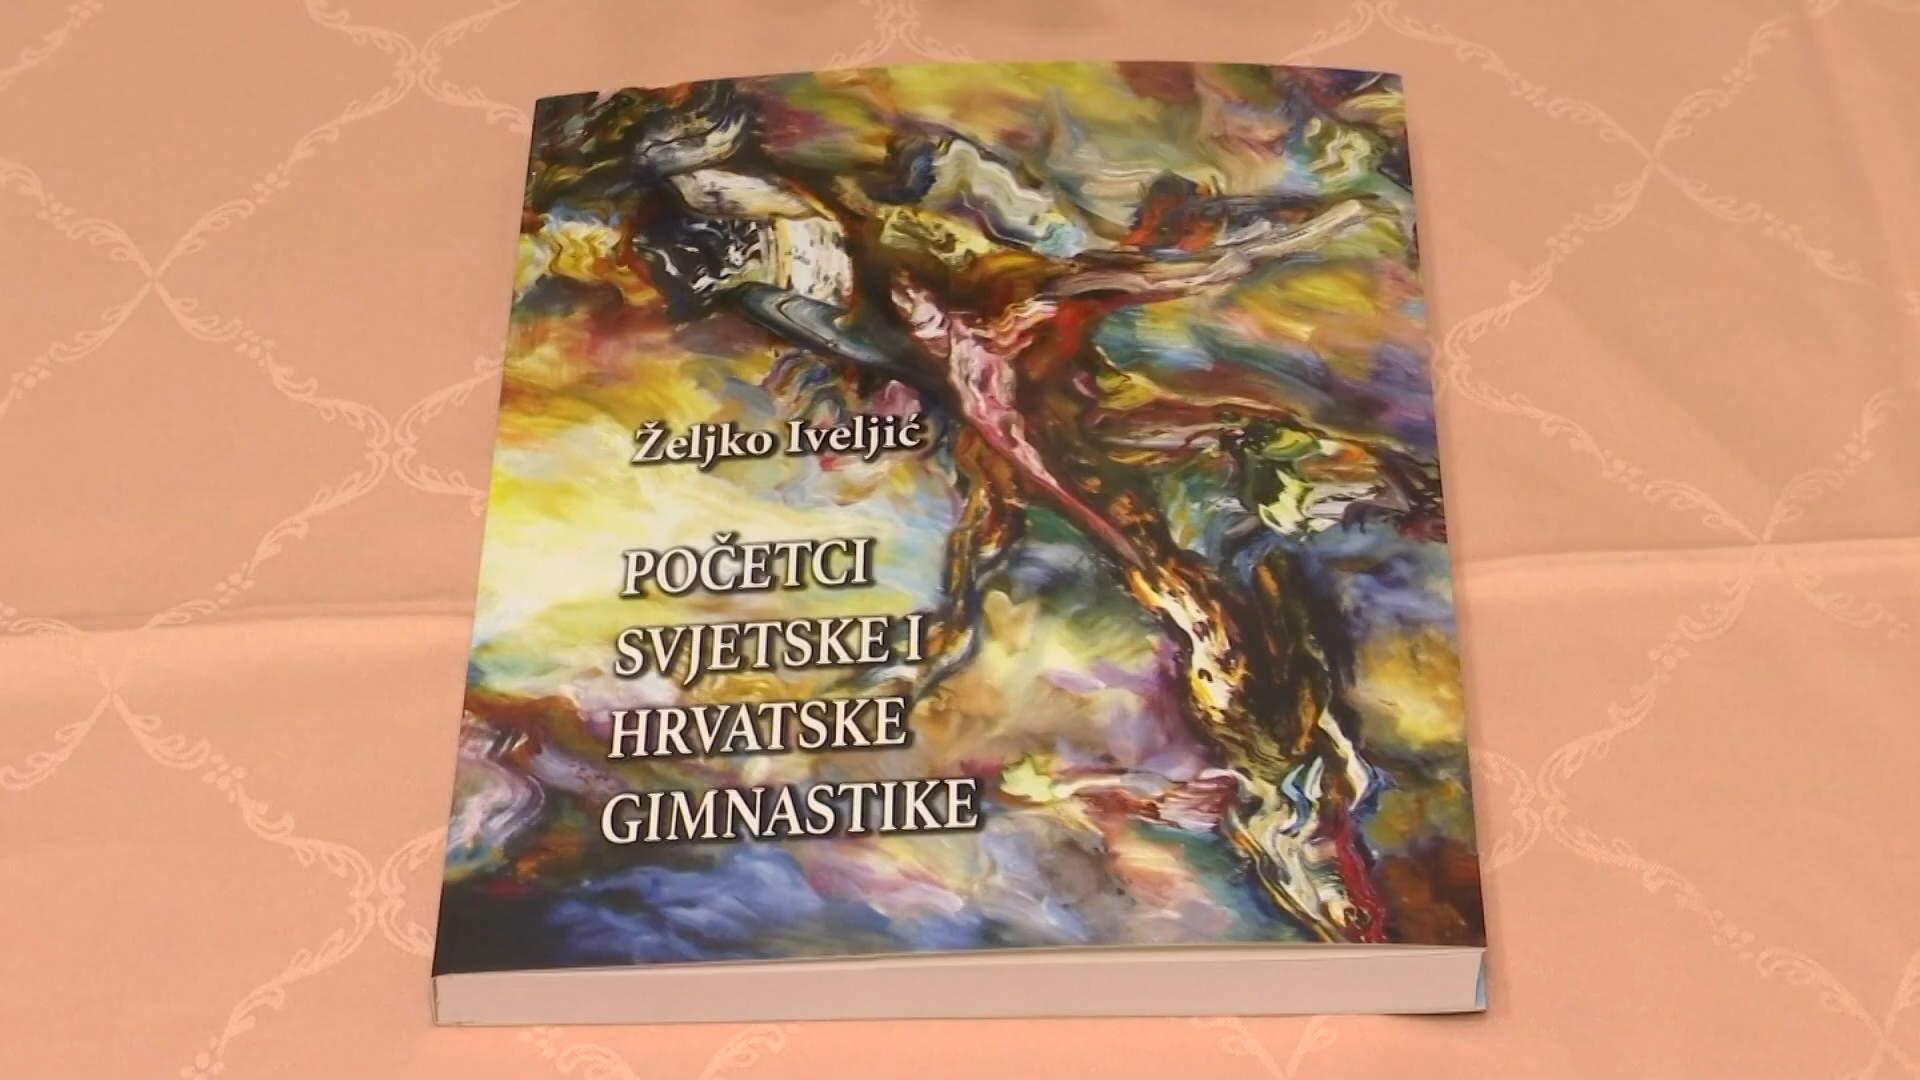 Željko Iveljić
POČETCI
SVJETSKE I
HRVATSKE
GIMNASTIKE